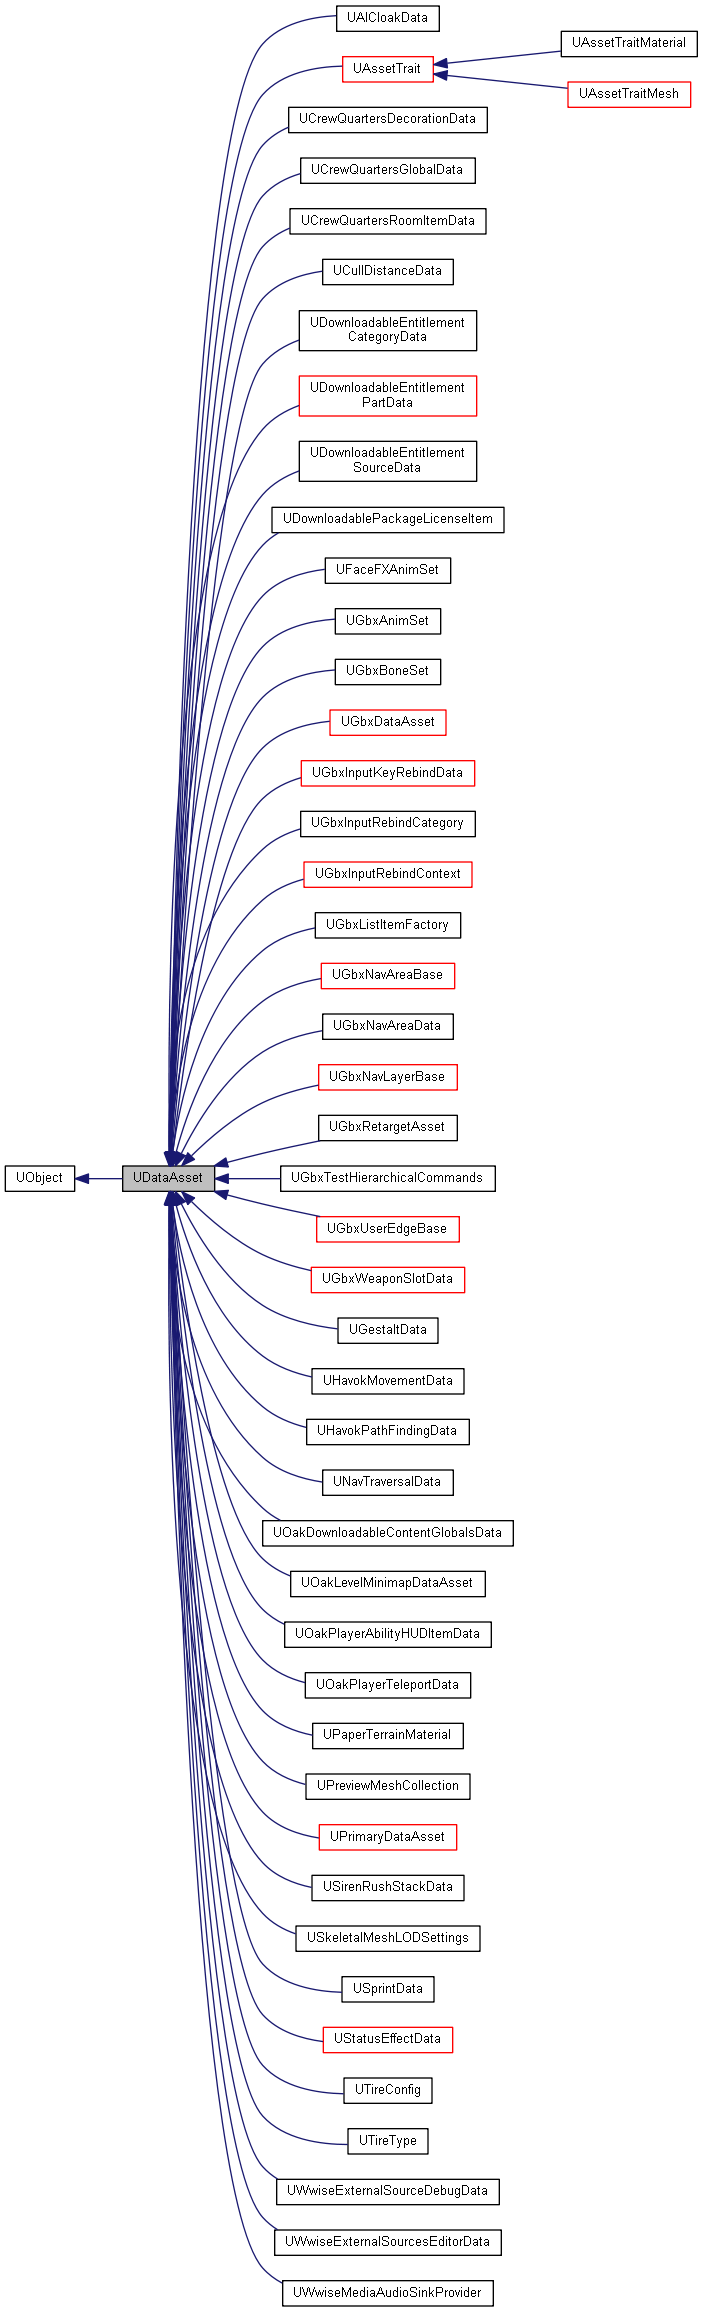 UAICloakData
UAssetTraitMaterial
UAssetTrait
UAssetTraitMesh
UCrewQuartersDecorationData
UCrewQuartersGlobalData
UCrewQuartersRoomItemData
UCullDistanceData
UDownloadableEntitlement
CategoryData
UDownloadableEntitlement
PartData
UDownloadableEntitlement
SourceData
UDownloadablePackageLicenseItem
UFaceFXAnimSet
UGbxAnimSet
UGbxBoneSet
UGbxDataAsset
UGbxInputKeyRebindData
UGbxInputRebindCategory
UGbxInputRebindContext
UGbxListItemFactory
UGbxNavAreaBase
UGbxNavAreaData
UGbxNavLayerBase
UGbxRetargetAsset
UObject
UDataAsset
UGbxTestHierarchicalCommands
UGbxUserEdgeBase
UGbxWeaponSlotData
UGestaltData
UHavokMovementData
UHavokPathFindingData
UNavTraversalData
UOakDownloadableContentGlobalsData
UOakLevelMinimapDataAsset
UOakPlayerAbilityHUDItemData
UOakPlayerTeleportData
UPaperTerrainMaterial
UPreviewMeshCollection
UPrimaryDataAsset
USirenRushStackData
USkeletalMeshLODSettings
USprintData
UStatusEffectData
UTireConfig
UTireType
UWwiseExternalSourceDebugData
UWwiseExternalSourcesEditorData
UWwiseMediaAudioSinkProvider